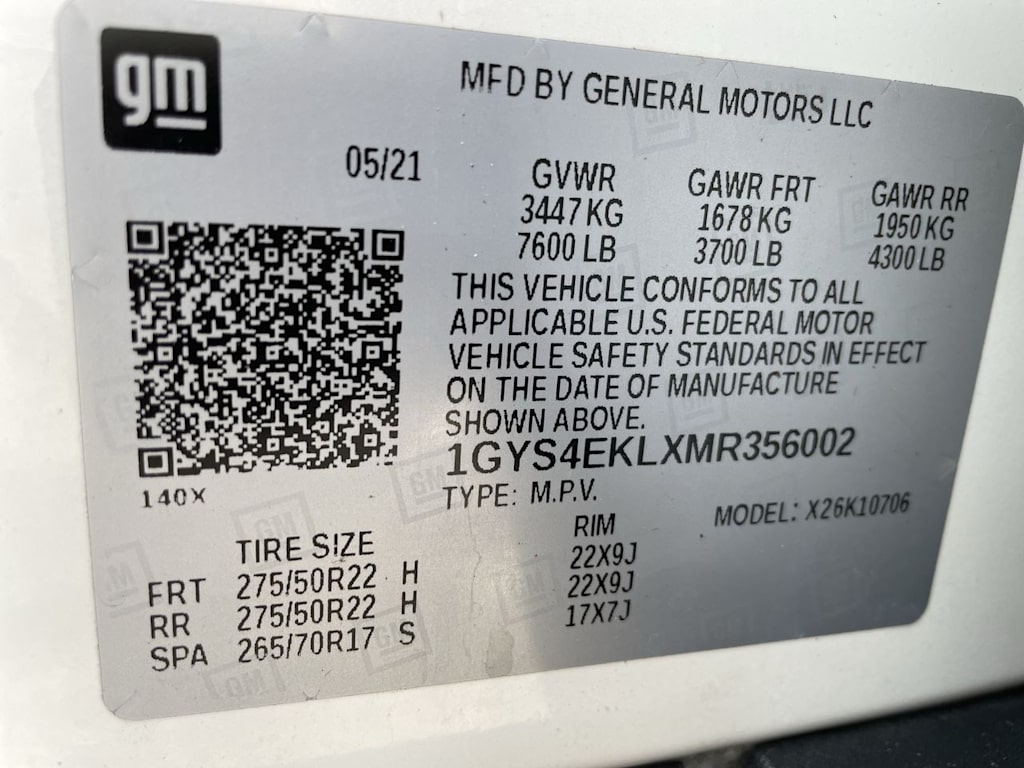 gm
MFD BY GENERAL MOTORS LLC
05/21
GVWR GAWR FRT GAWR RR
3447 KG 1678 KG 1950 KG
7600 LB 3700 LB 4300 LB
THIS VEHICLE CONFORMS TO ALL
APPLICABLE U.S. FEDERAL MOTOR
VEHICLE SAFETY STANDARDS IN EFFECT
ON THE DATE OF MANUFACTURE
SHOWN ABOVE.
1GYS4EKLXMR356002
140X
TYPE: M.P.V. MODEL: X26K10706
TIRE SIZE RIM
FRT 275/50R22 H 22X9J
RR 275/50R22 H 22X9J
SPA 265/70R17 S 17X7J